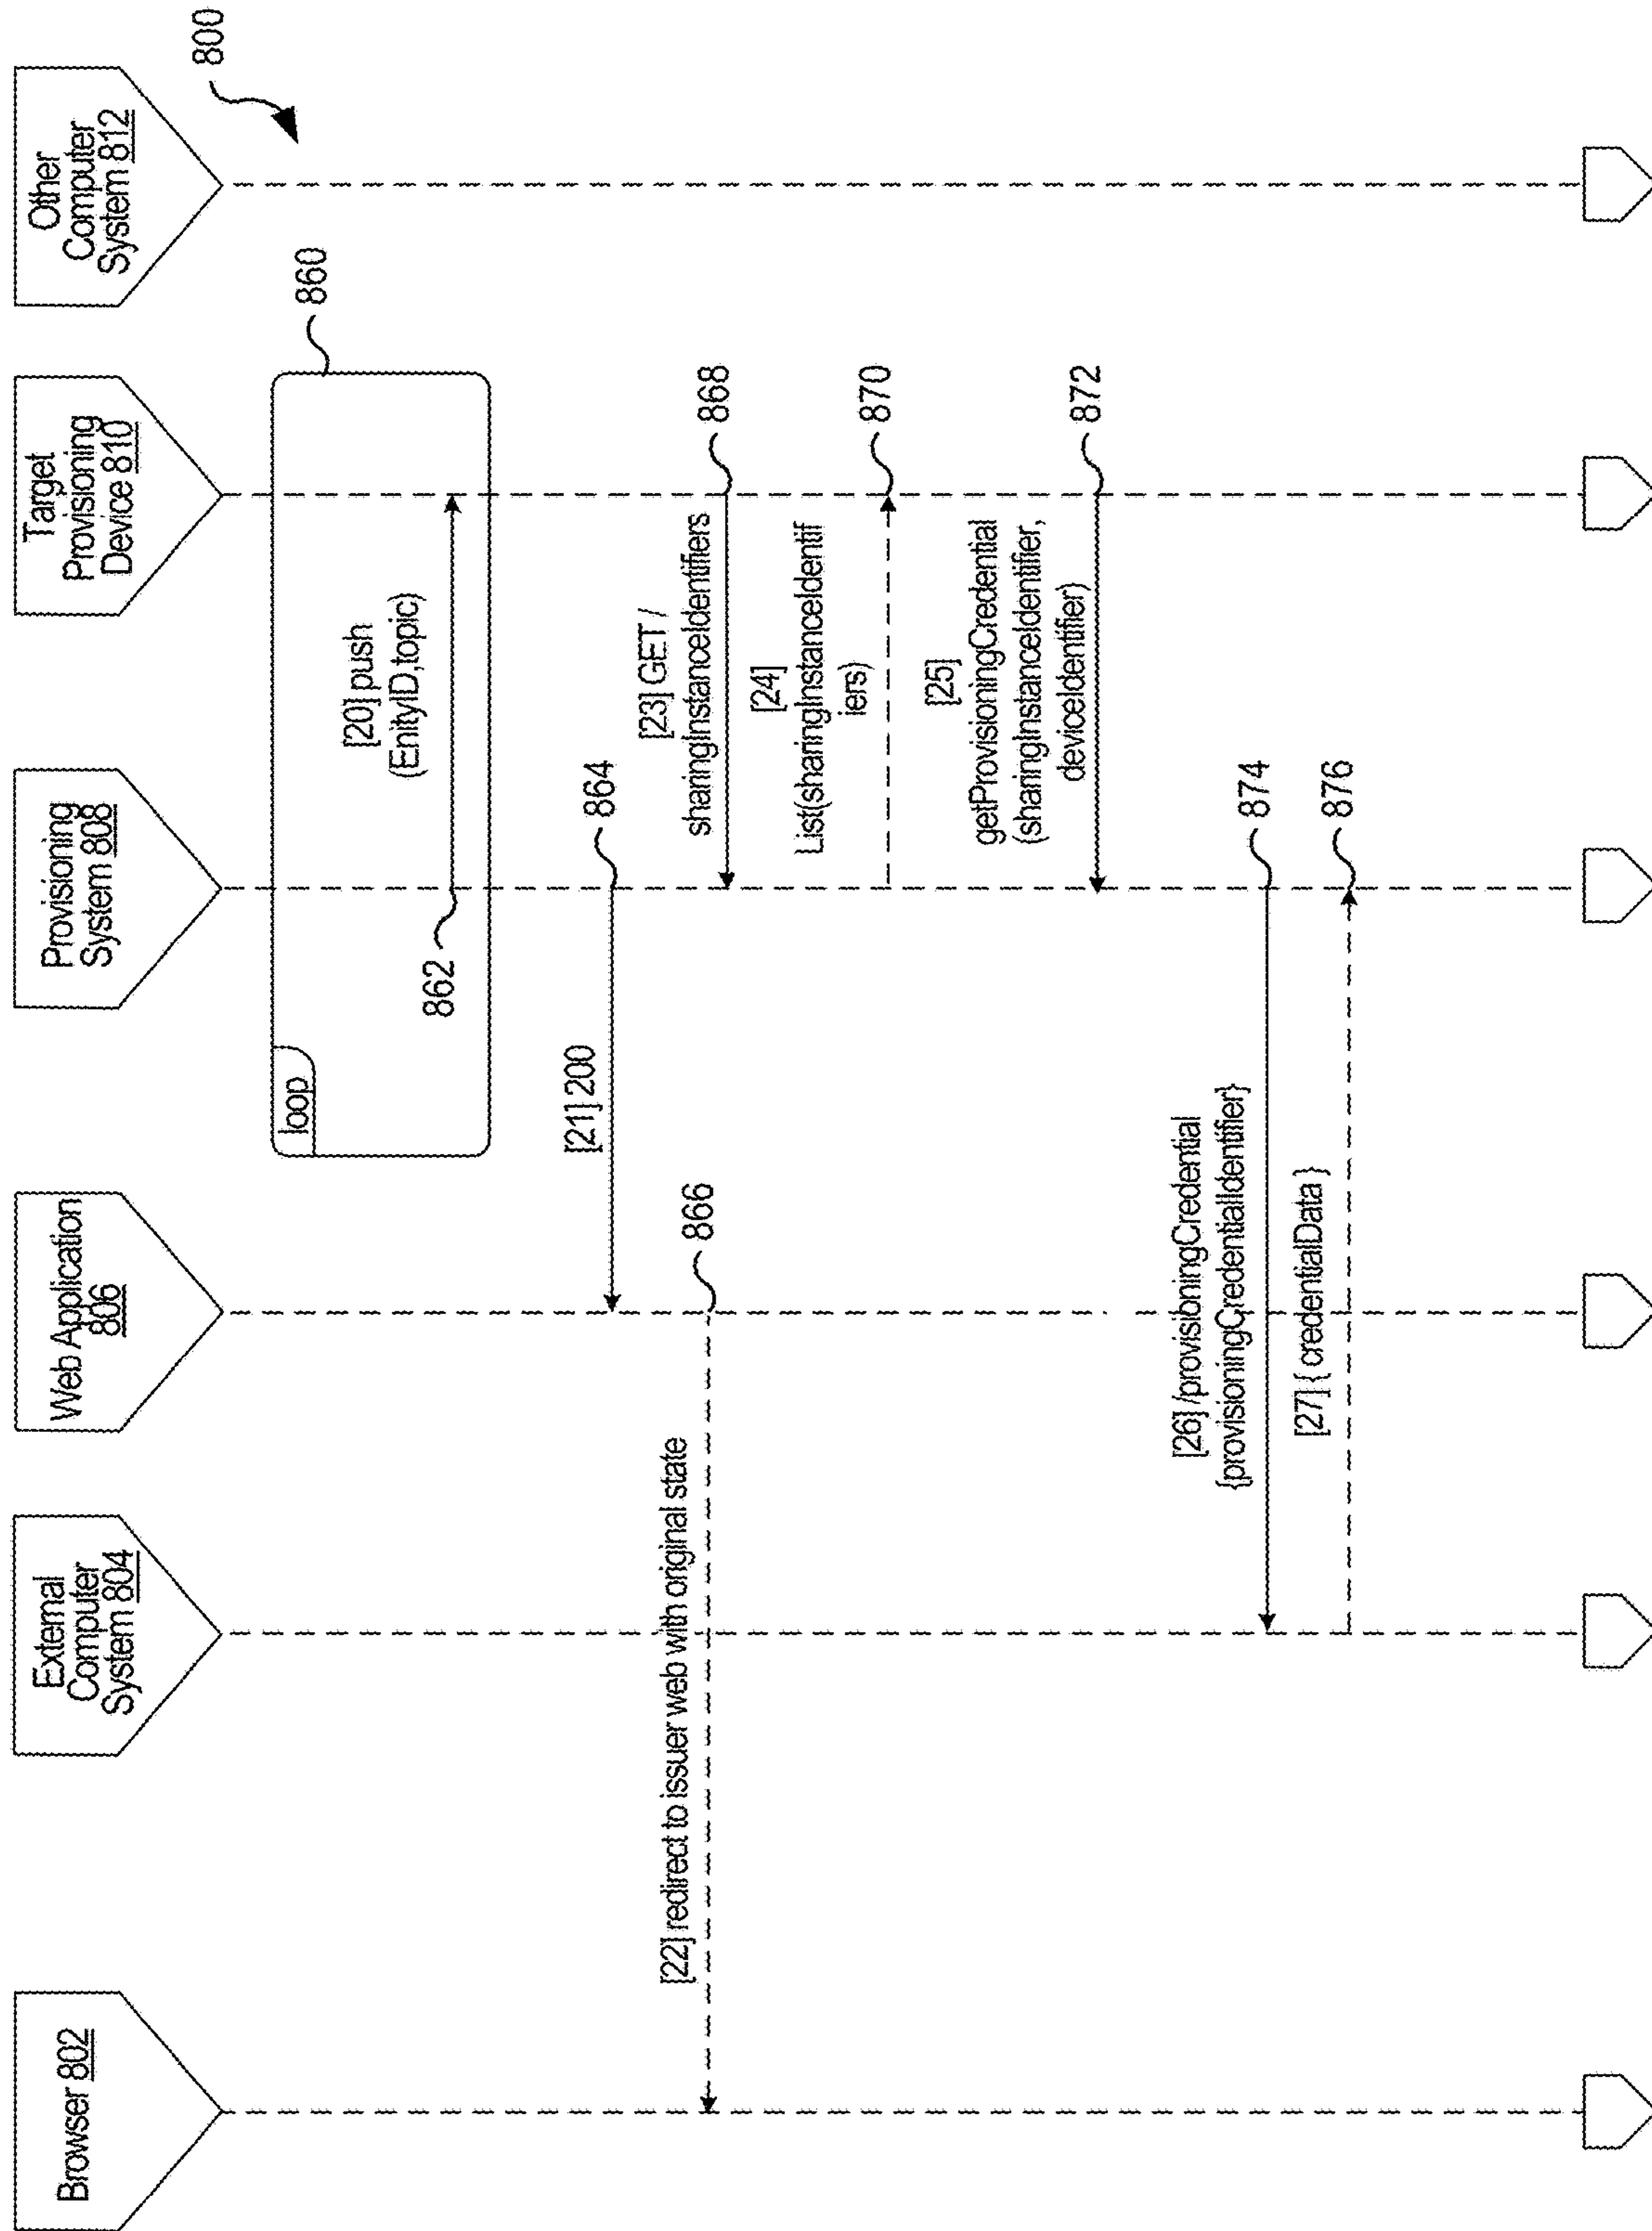 Browser 802
External
Computer
System 804
Web Application
806
Provisioning
System 808
Target
Provisioning
Device 810
Other
Computer
System 812
800
loop
860
[20] push
(EnityID,topic)
862
[21] 200
864
[22] redirect to issuer web with original state
866
[23] GET /
sharingInstanceIdentifiers
868
[24]
List(sharingInstanceIdentif
iers)
870
[25]
getProvisioningCredential
(sharingInstanceIdentifier,
deviceIdentifier)
872
[26] /provisioningCredential
{provisioningCredentialIdentifier}
874
[27] { credentialData }
876